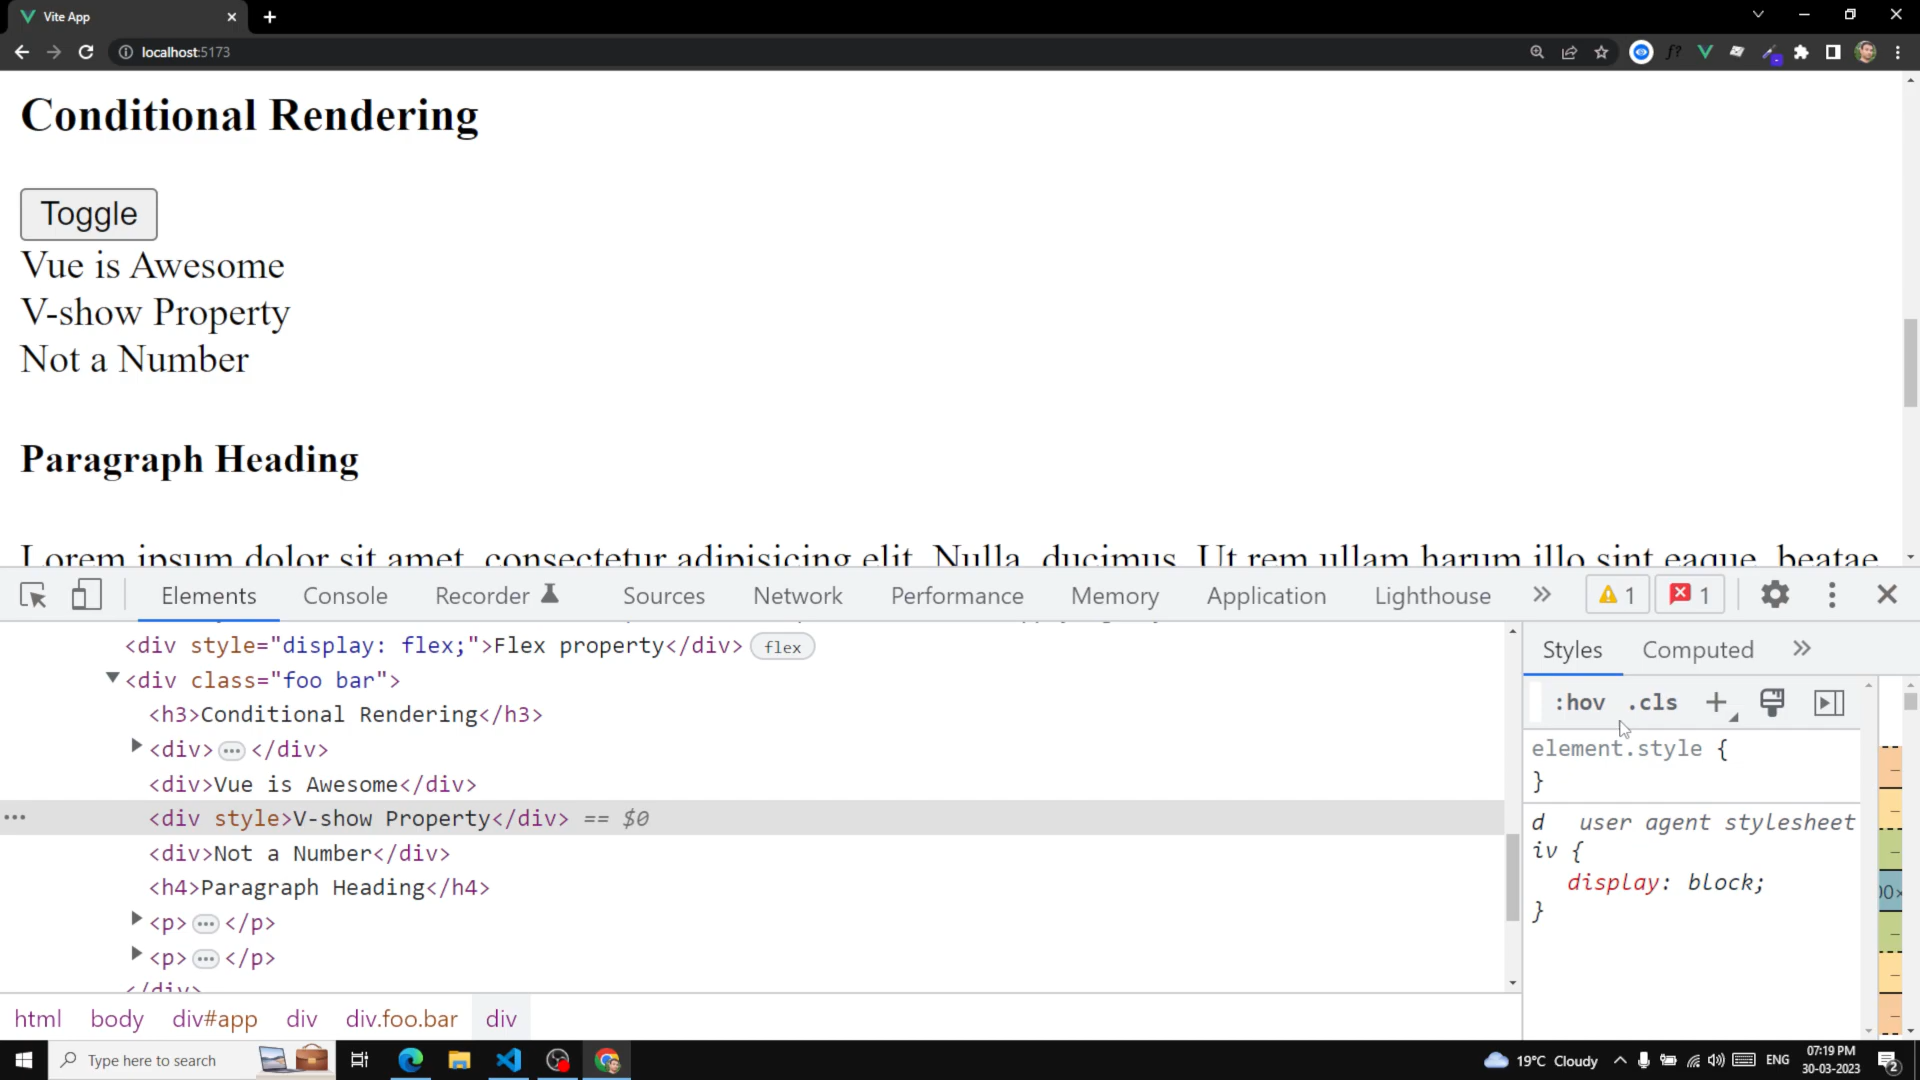 Vite App
localhost:5173
f?
Conditional Rendering
Toggle
Vue is Awesome
V-show Property
Not a Number
Paragraph Heading
Lorem ipsum dolor sit amet, consectetur adipisicing elit. Nulla, ducimus. Ut rem ullam harum illo sint eaque, beatae
Elements Console Recorder Sources Network Performance Memory Application Lighthouse » 1 1
<div style="display: flex;">Flex property</div> flex
<div class="foo bar">
<h3>Conditional Rendering</h3>
<div> … </div>
<div>Vue is Awesome</div>
… <div style>V-show Property</div> == $0
<div>Not a Number</div>
<h4>Paragraph Heading</h4>
<p> … </p>
<p> … </p>
</div>
html body div#app div div.foo.bar div
Styles Computed »
:hov .cls +
element.style {
}
d user agent stylesheet
iv {
display: block;
}
Type here to search
19°C Cloudy
ENG
07:19 PM
30-03-2023
2